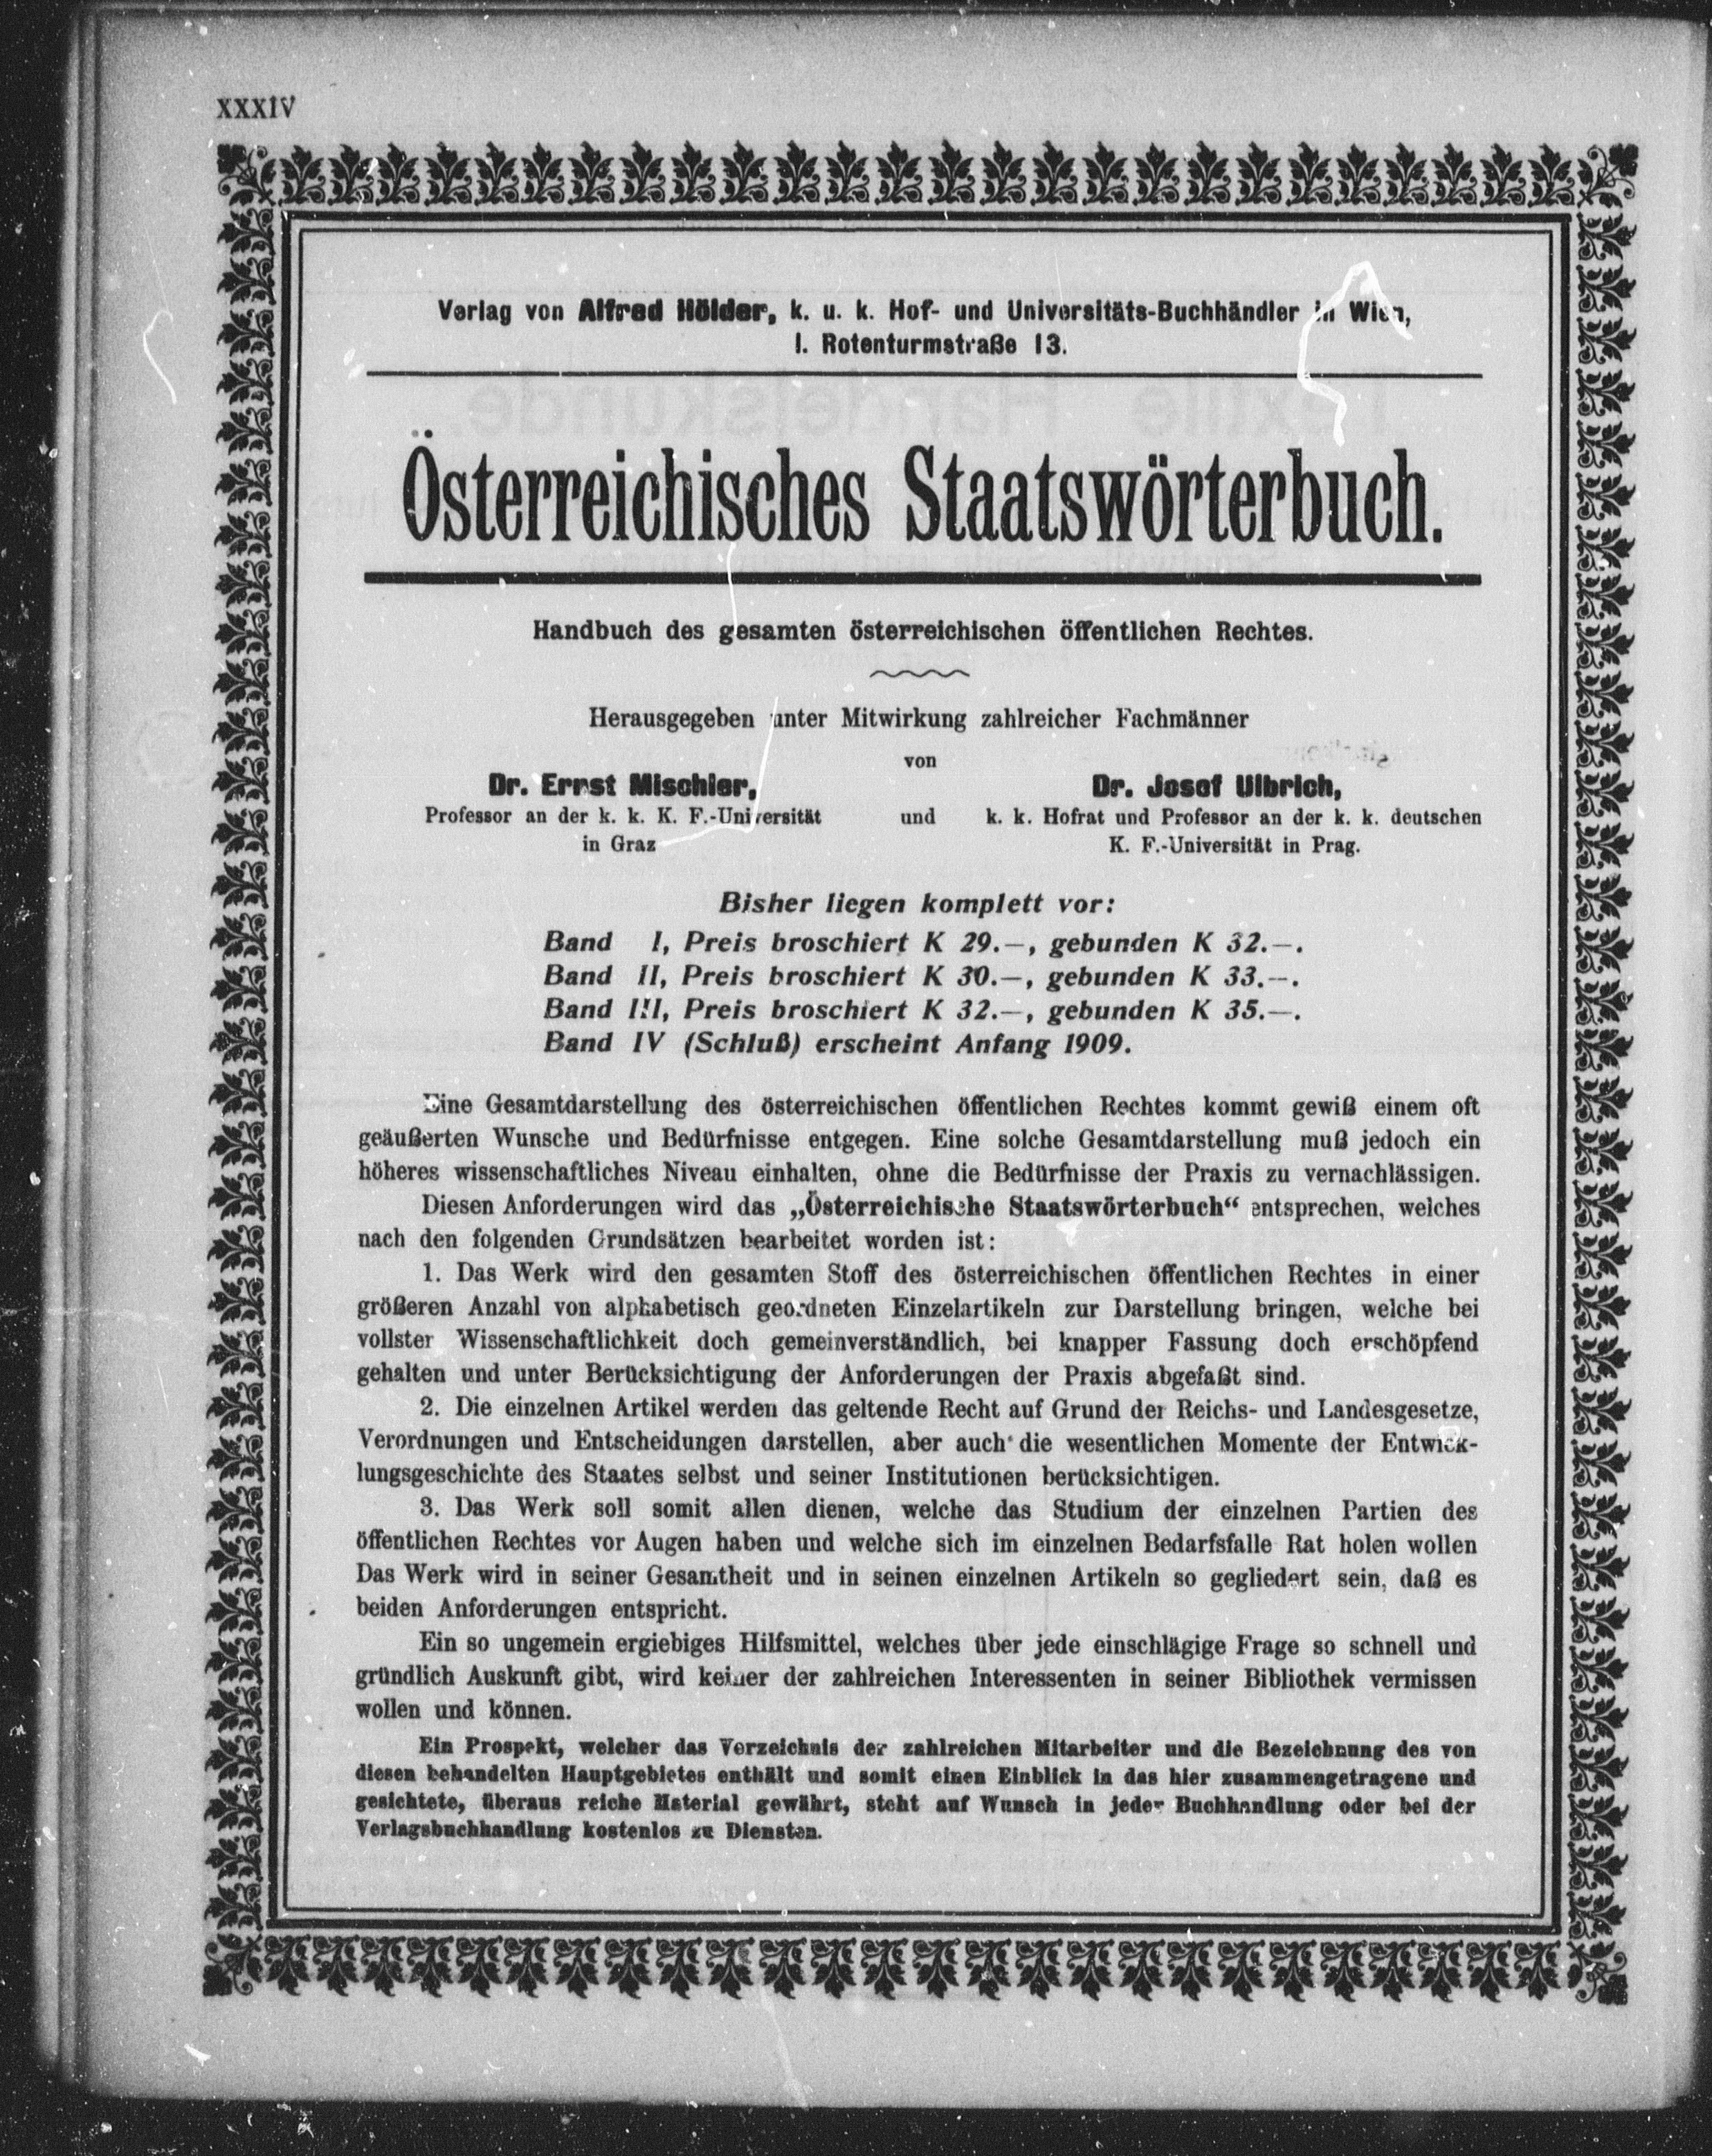 XXXIV
Verlag von Alfred Hölder, k. u. k. Hof- und Universitäts-Buchhändler in Wien,
I. Rotenturmstraße 13.
Österreichisches Staatswörterbuch.
Handbuch des gesamten österreichischen öffentlichen Rechtes.
Herausgegeben unter Mitwirkung zahlreicher Fachmänner
von
Dr. Ernst Mischler,
Professor an der k. k. K. F.-Universität
in Graz
und
Dr. Josef Ulbrich,
k. k. Hofrat und Professor an der k. k. deutschen
K. F.-Universität in Prag.
Bisher liegen komplett vor:
Band I, Preis broschiert K 29.—, gebunden K 32.—.
Band II, Preis broschiert K 30.—, gebunden K 33.—.
Band III, Preis broschiert K 32.—, gebunden K 35.—.
Band IV (Schluß) erscheint Anfang 1909.
Eine Gesamtdarstellung des österreichischen öffentlichen Rechtes kommt gewiß einem oft
geäußerten Wunsche und Bedürfnisse entgegen. Eine solche Gesamtdarstellung muß jedoch ein
höheres wissenschaftliches Niveau einhalten, ohne die Bedürfnisse der Praxis zu vernachlässigen.
Diesen Anforderungen wird das „Österreichische Staatswörterbuch“ entsprechen, welches
nach den folgenden Grundsätzen bearbeitet worden ist:
1. Das Werk wird den gesamten Stoff des österreichischen öffentlichen Rechtes in einer
größeren Anzahl von alphabetisch geordneten Einzelartikeln zur Darstellung bringen, welche bei
vollster Wissenschaftlichkeit doch gemeinverständlich, bei knapper Fassung doch erschöpfend
gehalten und unter Berücksichtigung der Anforderungen der Praxis abgefaßt sind.
2. Die einzelnen Artikel werden das geltende Recht auf Grund der Reichs- und Landesgesetze,
Verordnungen und Entscheidungen darstellen, aber auch die wesentlichen Momente der Entwick-
lungsgeschichte des Staates selbst und seiner Institutionen berücksichtigen.
3. Das Werk soll somit allen dienen, welche das Studium der einzelnen Partien des
öffentlichen Rechtes vor Augen haben und welche sich im einzelnen Bedarfsfalle Rat holen wollen
Das Werk wird in seiner Gesamtheit und in seinen einzelnen Artikeln so gegliedert sein, daß es
beiden Anforderungen entspricht.
Ein so ungemein ergiebiges Hilfsmittel, welches über jede einschlägige Frage so schnell und
gründlich Auskunft gibt, wird keiner der zahlreichen Interessenten in seiner Bibliothek vermissen
wollen und können.
Ein Prospekt, welcher das Verzeichnis der zahlreichen Mitarbeiter und die Bezeichnung des von
diesen behandelten Hauptgebietes enthält und somit einen Einblick in das hier zusammengetragene und
gesichtete, überaus reiche Material gewährt, steht auf Wunsch in jeder Buchhandlung oder bei der
Verlagsbuchhandlung kostenlos zu Diensten.